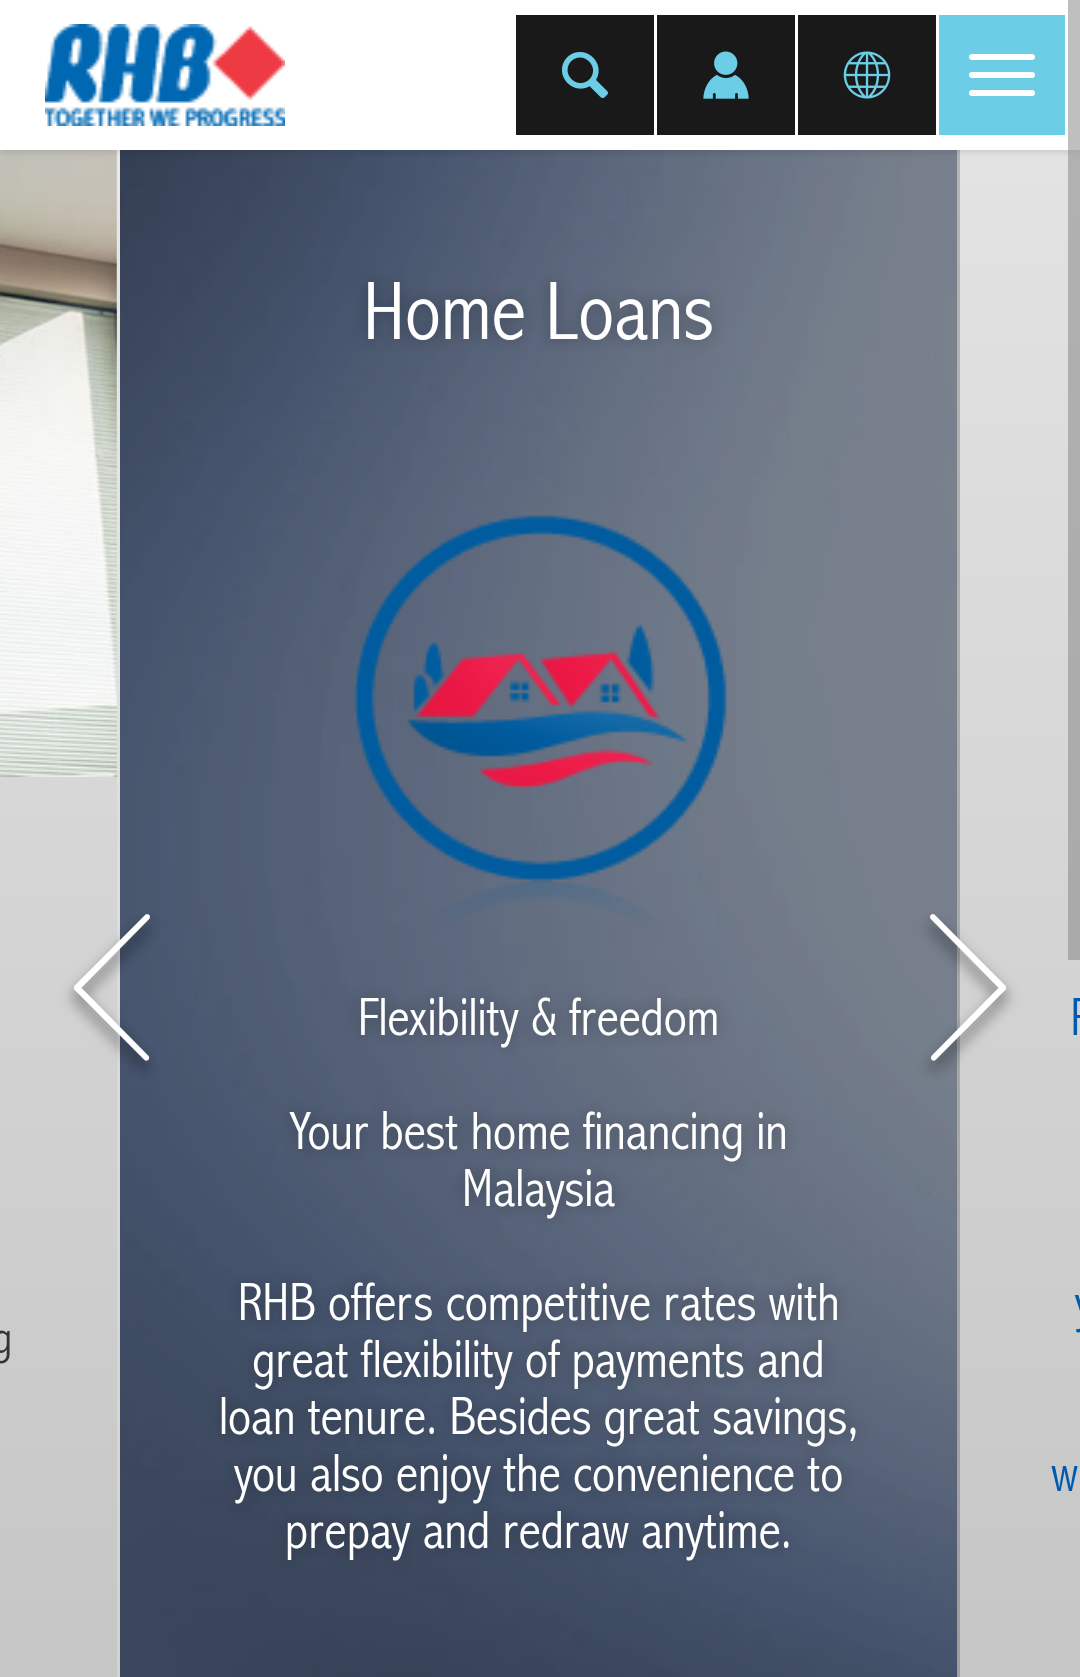 RHB
TOGETHER WE PROGRESS
Home Loans
Flexibility & freedom
Your best home financing in
Malaysia
RHB offers competitive rates with
great flexibility of payments and
loan tenure. Besides great savings,
you also enjoy the convenience to
prepay and redraw anytime.